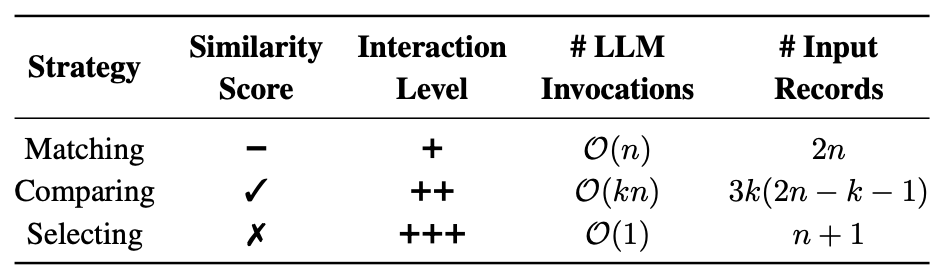 Strategy Similarity Score Interaction Level # LLM Invocations # Input Records
Matching − + O(n) 2n
Comparing ✓ ++ O(kn) 3k(2n − k − 1)
Selecting ✗ +++ O(1) n + 1